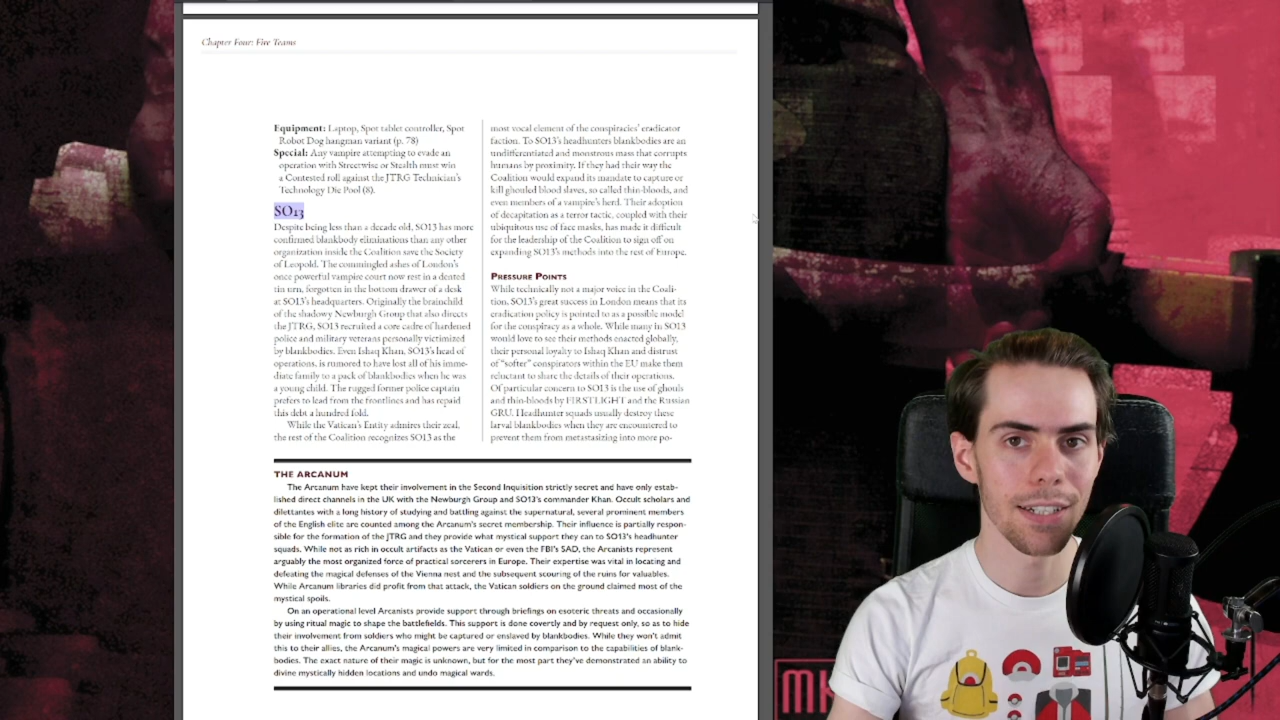 Chapter Four: Fire Teams
Equipment: Laptop, Spot tablet controller, Spot
Robot Dog hangman variant (p. 78)
Special: Any vampire attempting to evade an
operation with Streetwise or Stealth must win
a Contested roll against the JTRG Technician's
Technology Die Pool (8).
SO13
Despite being less than a decade old, SO13 has more
confirmed blankbody eliminations than any other
organization inside the Coalition save the Society
of Leopold. The commingled ashes of London's
once powerful vampire court now rest in a dented
tin urn, forgotten in the bottom drawer of a desk
at SO13's headquarters. Originally the brainchild
of the shadowy Newburgh Group that also directs
the JTRG, SO13 recruited a core cadre of hardened
police and military veterans personally victimized
by blankbodies. Even Ishaq Khan, SO13's head of
operations, is rumored to have lost all of his imme-
diate family to a pack of blankbodies when he was
a young child. The rugged former police captain
prefers to lead from the frontlines and has repaid
this debt a hundred fold.
While the Vatican's Entity admires their zeal,
the rest of the Coalition recognizes SO13 as the
most vocal element of the conspiracies' eradicator
faction. To SO13's headhunters blankbodies are an
undifferentiated and monstrous mass that corrupts
humans by proximity. If they had their way the
Coalition would expand its mandate to capture or
kill ghouled blood slaves, so called thin-bloods, and
even members of a vampire's herd. Their adoption
of decapitation as a terror tactic, coupled with their
ubiquitous use of face masks, has made it difficult
for the leadership of the Coalition to sign off on
expanding SO13's methods into the rest of Europe.
Pressure Points
While technically not a major voice in the Coali-
tion, SO13's great success in London means that its
eradication policy is pointed to as a possible model
for the conspiracy as a whole. While many in SO13
would love to see their methods enacted globally,
their personal loyalty to Ishaq Khan and distrust
of "softer" conspirators within the EU make them
reluctant to share the details of their operations.
Of particular concern to SO13 is the use of ghouls
and thin-bloods by FIRSTLIGHT and the Russian
GRU. Headhunter squads usually destroy these
larval blankbodies when they are encountered to
prevent them from metastasizing into more po-
THE ARCANUM
The Arcanum have kept their involvement in the Second Inquisition strictly secret and have only estab-
lished direct channels in the UK with the Newburgh Group and SO13's commander Khan. Occult scholars and
dilettantes with a long history of studying and battling against the supernatural, several prominent members
of the English elite are counted among the Arcanum's secret membership. Their influence is partially respon-
sible for the formation of the JTRG and they provide what mystical support they can to SO13's headhunter
squads. While not as rich in occult artifacts as the Vatican or even the FBI's SAD, the Arcanists represent
arguably the most organized force of practical sorcerers in Europe. Their expertise was vital in locating and
defeating the magical defenses of the Vienna nest and the subsequent scouring of the ruins for valuables.
While Arcanum libraries did profit from that attack, the Vatican soldiers on the ground claimed most of the
mystical spoils.
On an operational level Arcanists provide support through briefings on esoteric threats and occasionally
by using ritual magic to shape the battlefields. This support is done covertly and by request only, so as to hide
their involvement from soldiers who might be captured or enslaved by blankbodies. While they won't admit
this to their allies, the Arcanum's magical powers are very limited in comparison to the capabilities of blank-
bodies. The exact nature of their magic is unknown, but for the most part they've demonstrated an ability to
divine mystically hidden locations and undo magical wards.